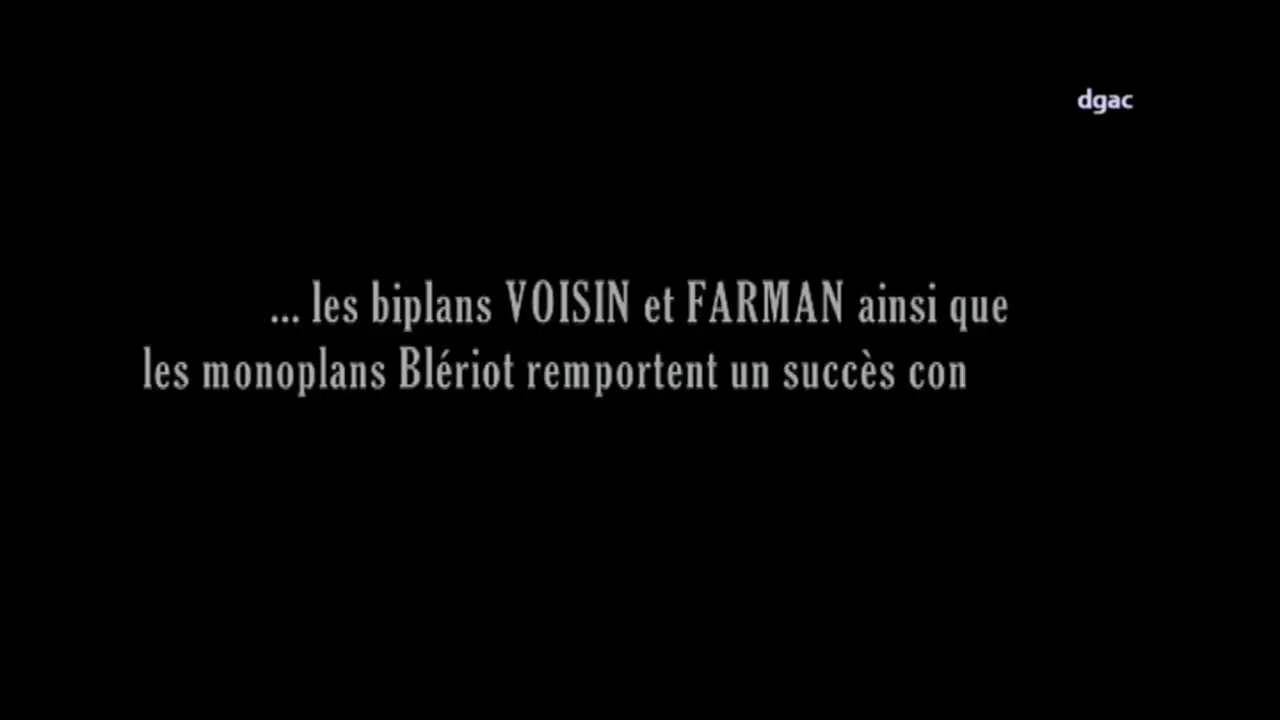 dgac
... les biplans VOISIN et FARMAN ainsi que
les monoplans Blériot remportent un succès con